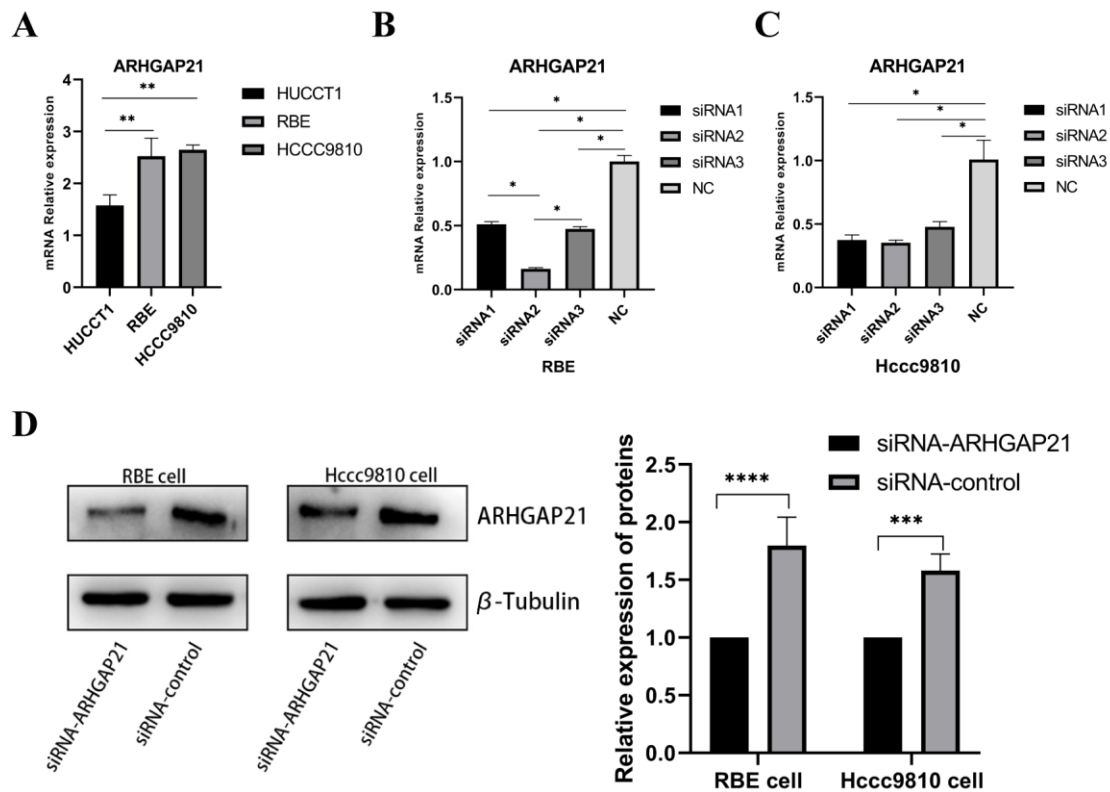 A
ARHGAP21
**
**
mRNA Relative expression
4
3
2
1
0
HUCCT1
RBE
HCCC9810
HUCCT1
RBE
HCCC9810
B
ARHGAP21
*
*
*
*
*
mRNA Relative expression
1.5
1.0
0.5
0.0
siRNA1
siRNA2
siRNA3
NC
RBE
siRNA1
siRNA2
siRNA3
NC
C
ARHGAP21
*
*
*
mRNA Relative expression
1.5
1.0
0.5
0.0
siRNA1
siRNA2
siRNA3
NC
Hccc9810
siRNA1
siRNA2
siRNA3
NC
D
RBE cell
Hccc9810 cell
ARHGAP21
β-Tubulin
siRNA-ARHGAP21
siRNA-control
siRNA-ARHGAP21
siRNA-control
siRNA-ARHGAP21
siRNA-control
Relative expression of proteins
2.5
2.0
1.5
1.0
0.5
0.0
****
***
RBE cell
Hccc9810 cell